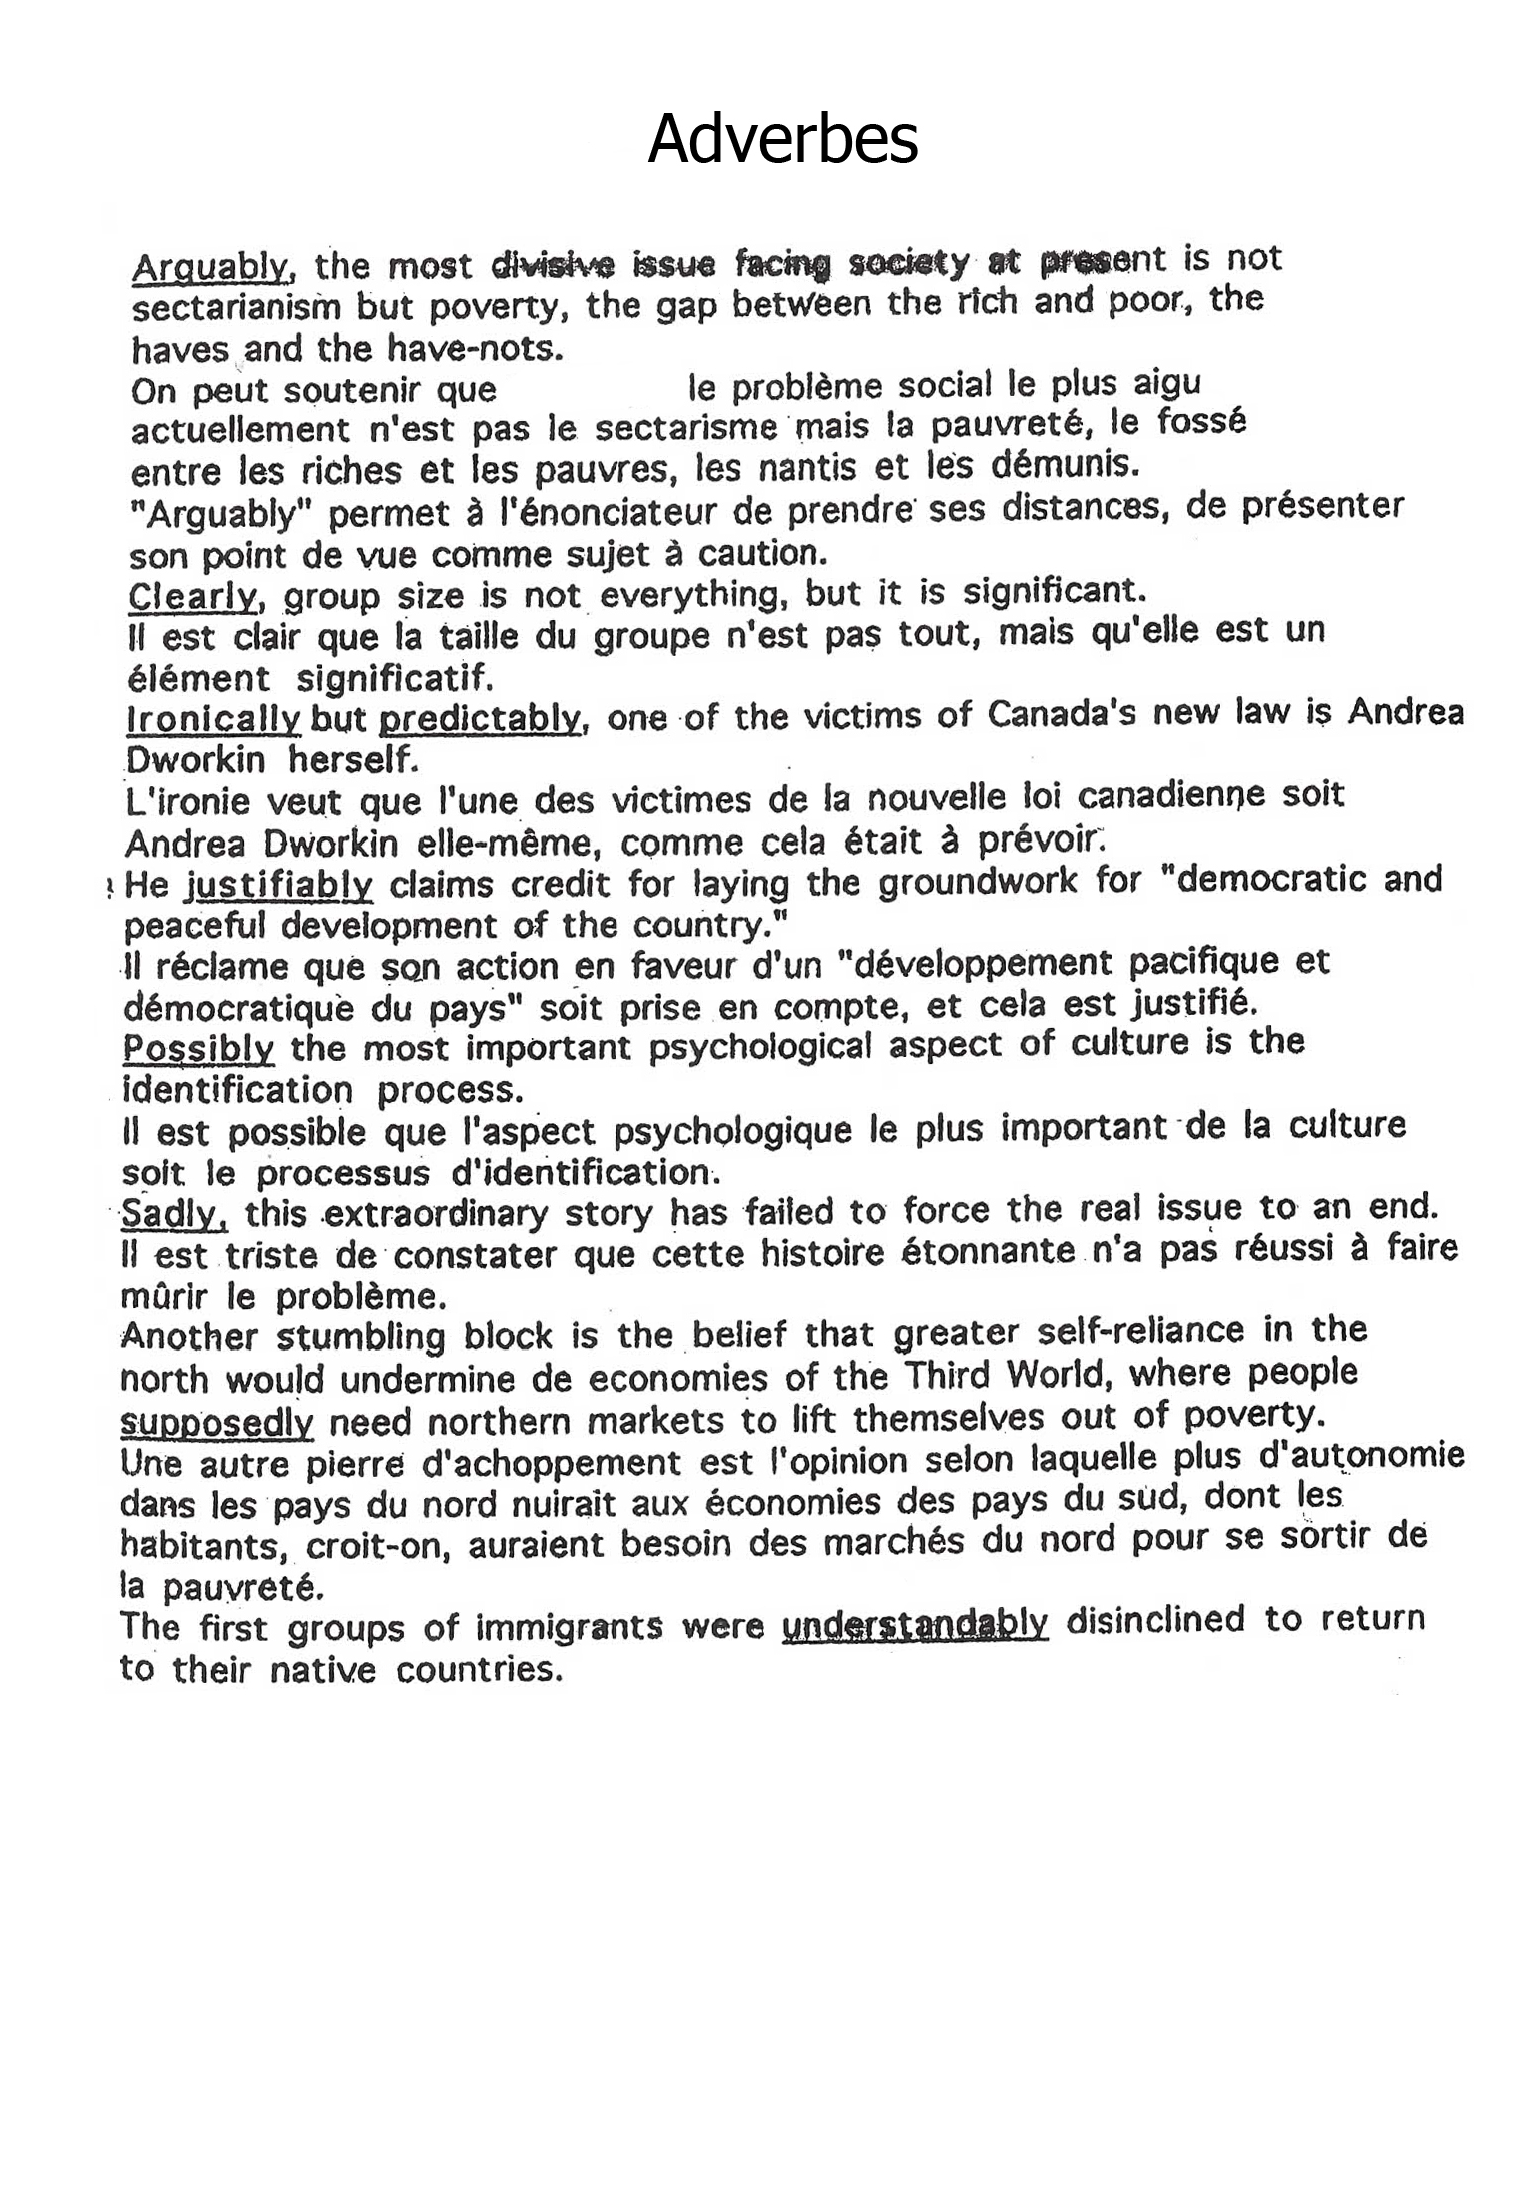 Adverbes
Arguably, the most divisive issue facing society at present is not
sectarianism but poverty, the gap between the rich and poor, the
haves and the have-nots.
On peut soutenir que le problème social le plus aigu
actuellement n'est pas le sectarisme mais la pauvreté, le fossé
entre les riches et les pauvres, les nantis et les démunis.
"Arguably" permet à l'énonciateur de prendre ses distances, de présenter
son point de vue comme sujet à caution.
Clearly, group size is not everything, but it is significant.
Il est clair que la taille du groupe n'est pas tout, mais qu'elle est un
élément significatif.
Ironically but predictably, one of the victims of Canada's new law is Andrea
Dworkin herself.
L'ironie veut que l'une des victimes de la nouvelle loi canadienne soit
Andrea Dworkin elle-même, comme cela était à prévoir.
He justifiably claims credit for laying the groundwork for "democratic and
peaceful development of the country."
Il réclame que son action en faveur d'un "développement pacifique et
démocratique du pays" soit prise en compte, et cela est justifié.
Possibly the most important psychological aspect of culture is the
identification process.
Il est possible que l'aspect psychologique le plus important de la culture
soit le processus d'identification.
Sadly, this extraordinary story has failed to force the real issue to an end.
Il est triste de constater que cette histoire étonnante n'a pas réussi à faire
mûrir le problème.
Another stumbling block is the belief that greater self-reliance in the
north would undermine de economies of the Third World, where people
supposedly need northern markets to lift themselves out of poverty.
Une autre pierre d'achoppement est l'opinion selon laquelle plus d'autonomie
dans les pays du nord nuirait aux économies des pays du sud, dont les
habitants, croit-on, auraient besoin des marchés du nord pour se sortir de
la pauvreté.
The first groups of immigrants were understandably disinclined to return
to their native countries.